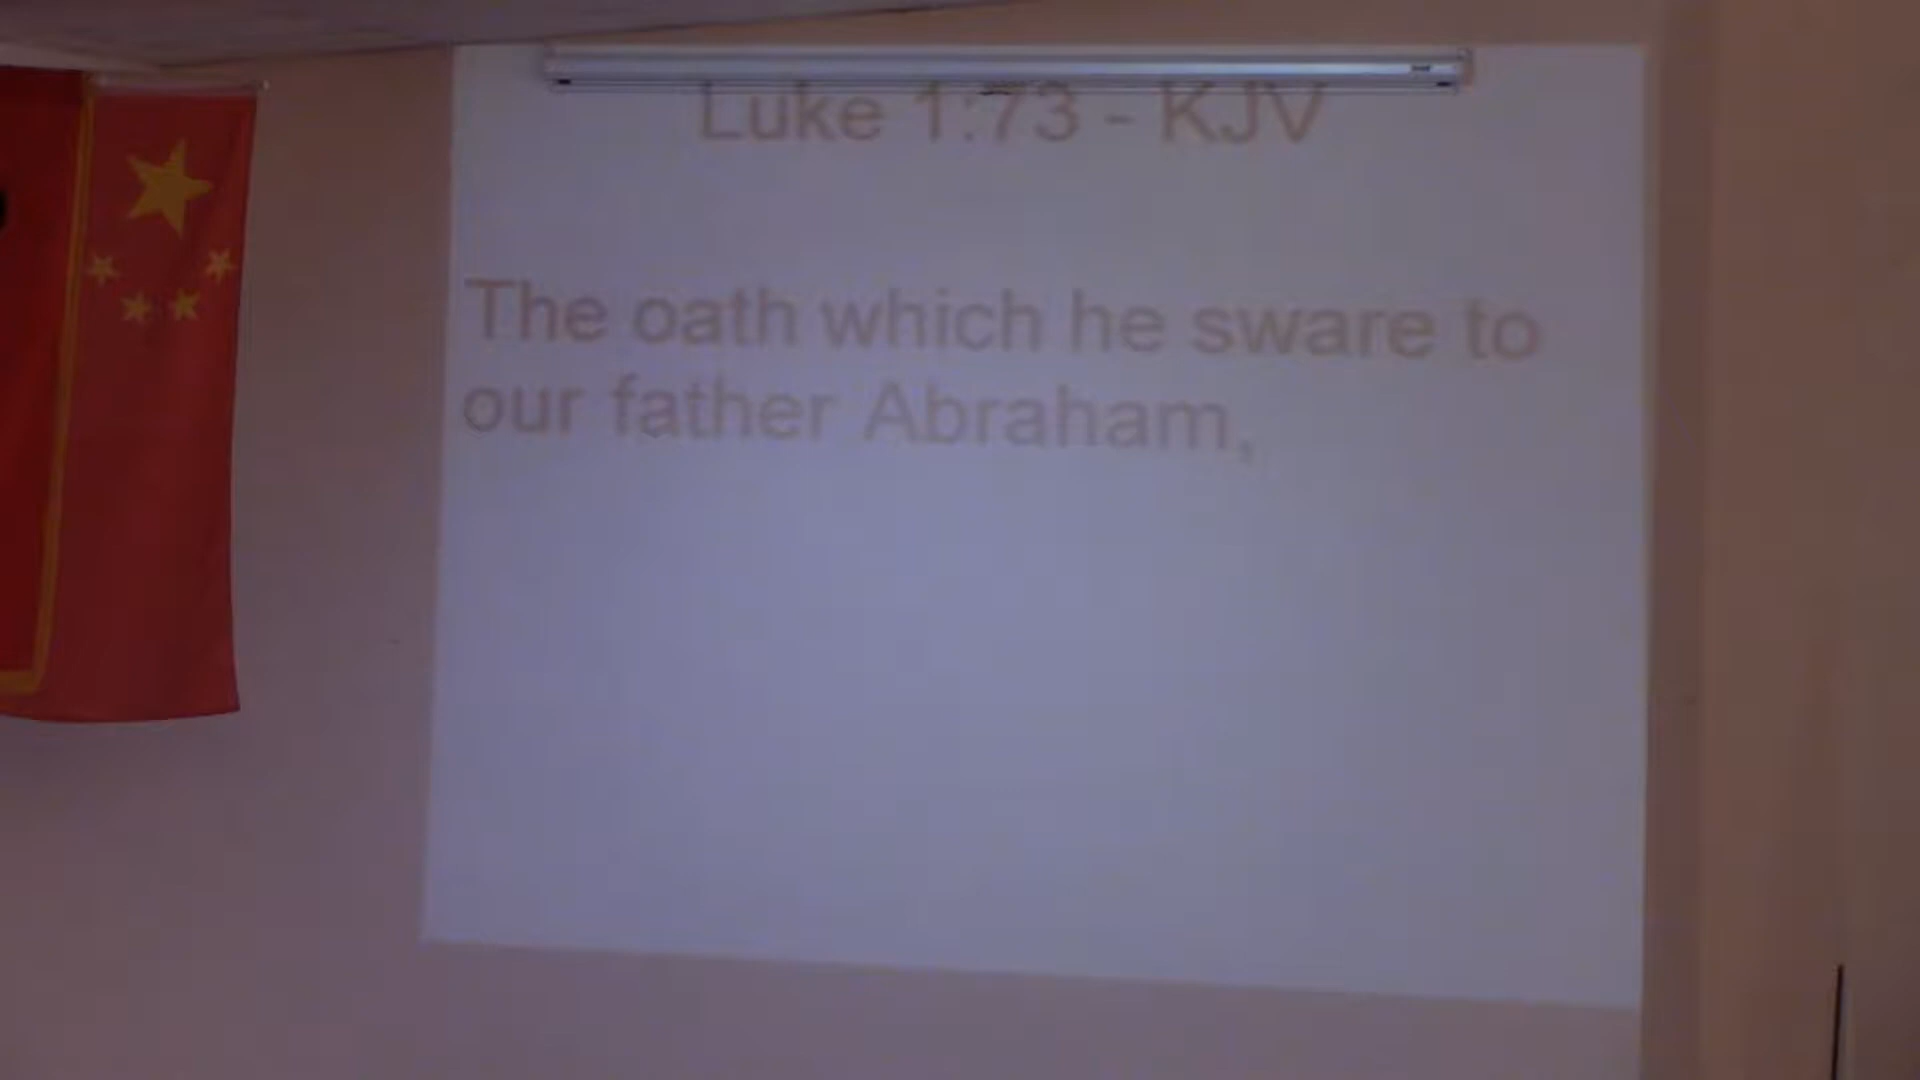 Luke 1:73 - KJV
The oath which he sware to
our father Abraham,